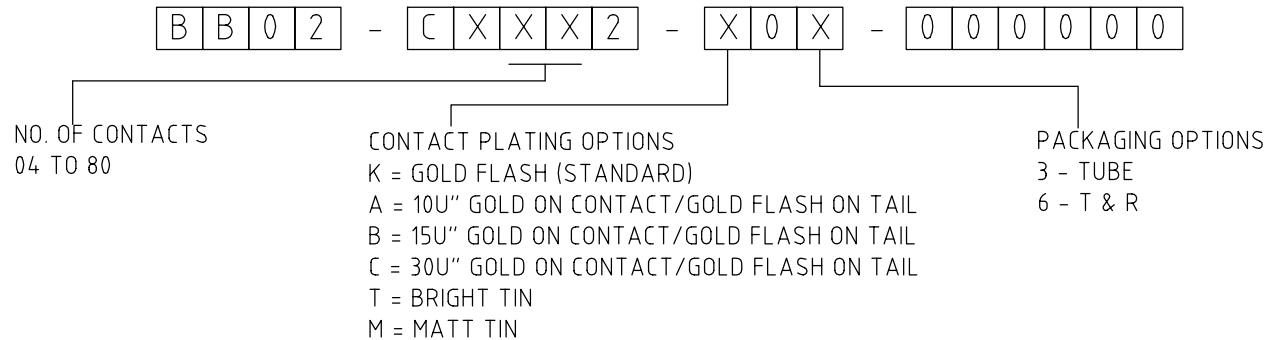 BB02 - CXXX2 - X0X - 000000
NO. OF CONTACTS
04 TO 80
CONTACT PLATING OPTIONS
K = GOLD FLASH (STANDARD)
A = 10U" GOLD ON CONTACT/GOLD FLASH ON TAIL
B = 15U" GOLD ON CONTACT/GOLD FLASH ON TAIL
C = 30U" GOLD ON CONTACT/GOLD FLASH ON TAIL
T = BRIGHT TIN
M = MATT TIN
PACKAGING OPTIONS
3 - TUBE
6 - T & R